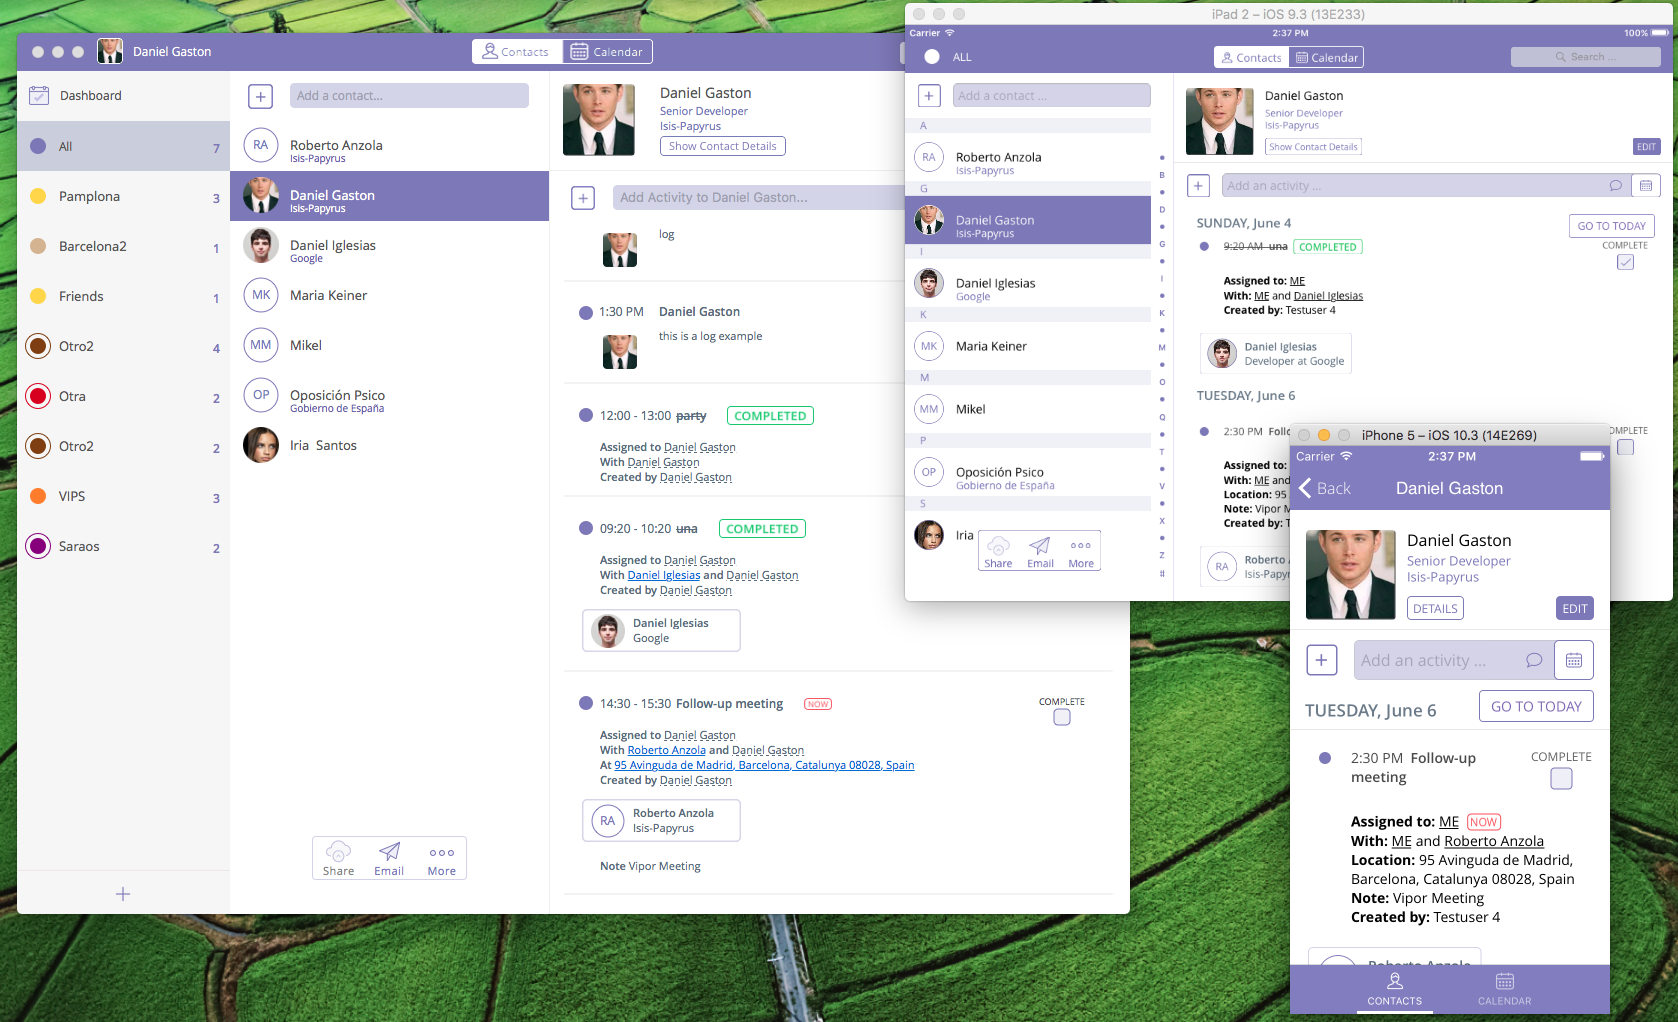 Daniel Gaston
Contacts
Calendar
Dashboard
All 7
Pamplona 3
Barcelona2 1
Friends 1
Otro2 4
Otra 2
Otro2 2
VIPS 3
Saraos 2
+
+ Add a contact...
RA Roberto Anzola
Isis-Papyrus
Daniel Gaston
Isis-Papyrus
Daniel Iglesias
Google
MK Maria Keiner
MM Mikel
OP Oposición Psico
Gobierno de España
Iria Santos
Share Email More
Daniel Gaston
Senior Developer
Isis-Papyrus
Show Contact Details
+ Add Activity to Daniel Gaston...
log
1:30 PM Daniel Gaston
this is a log example
12:00 - 13:00 party COMPLETED
Assigned to Daniel Gaston
With Daniel Gaston
Created by Daniel Gaston
09:20 - 10:20 una COMPLETED
Assigned to Daniel Gaston
With Daniel Iglesias and Daniel Gaston
Created by Daniel Gaston
Daniel Iglesias
Google
14:30 - 15:30 Follow-up meeting NOW COMPLETE
Assigned to Daniel Gaston
With Roberto Anzola and Daniel Gaston
At 95 Avinguda de Madrid, Barcelona, Catalunya 08028, Spain
Created by Daniel Gaston
RA Roberto Anzola
Isis-Papyrus
Note Vipor Meeting
iPad 2 – iOS 9.3 (13E233)
Carrier 2:37 PM 100%
ALL Contacts Calendar Search ...
+ Add a contact ...
A
RA Roberto Anzola
Isis-Papyrus
G
Daniel Gaston
Isis-Papyrus
I
Daniel Iglesias
Google
K
MK Maria Keiner
M
MM Mikel
P
OP Oposición Psico
Gobierno de España
S
Iria
Share Email More
B
D
G
I
K
M
O
Q
T
V
X
Z
#
Daniel Gaston
Senior Developer
Isis-Papyrus
Show Contact Details EDIT
+ Add an activity ...
SUNDAY, June 4 GO TO TODAY
9:20 AM una COMPLETED COMPLETE
Assigned to: ME
With: ME and Daniel Iglesias
Created by: Testuser 4
Daniel Iglesias
Developer at Google
TUESDAY, June 6
2:30 PM
Assigned to:
With: ME and
Location: 95
Note: Vipor
Created by:
RA Roberto
iPhone 5 – iOS 10.3 (14E269)
Carrier 2:37 PM
Back Daniel Gaston
Daniel Gaston
Senior Developer
Isis-Papyrus
DETAILS EDIT
+ Add an activity ...
TUESDAY, June 6 GO TO TODAY
2:30 PM Follow-up COMPLETE
meeting
Assigned to: ME NOW
With: ME and Roberto Anzola
Location: 95 Avinguda de Madrid,
Barcelona, Catalunya 08028, Spain
Note: Vipor Meeting
Created by: Testuser 4
Roberto Anzola
CONTACTS CALENDAR